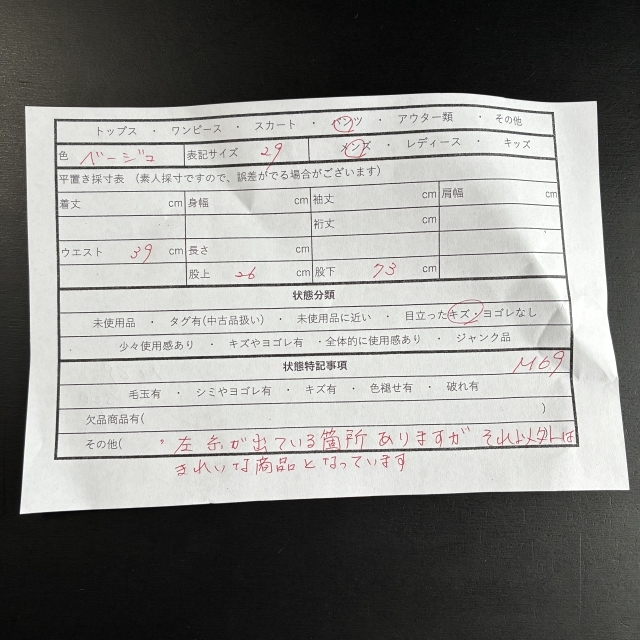 トップス ・ ワンピース ・ スカート ・ パンツ ・ アウター類 ・ その他
色 ベージュ 表記サイズ 29 メンズ ・ レディース ・ キッズ
平置き採寸表 （素人採寸ですので、誤差がでる場合がございます）
着丈 cm 身幅 cm 袖丈 cm 肩幅 cm
裄丈 cm
ウエスト 39 cm 長さ cm
股上 26 cm 股下 73 cm
状態分類
未使用品 ・ タグ有(中古品扱い) ・ 未使用品に近い ・ 目立ったキズ、ヨゴレなし
少々使用感あり ・ キズやヨゴレ有 ・全体的に使用感あり ・ ジャンク品
状態特記事項 M69
毛玉有 ・ シミやヨゴレ有 ・ キズ有 ・ 色褪せ有 ・ 破れ有
欠品商品有( )
その他( ・左 糸が出ている箇所ありますが それ以外は
きれいな商品となっています